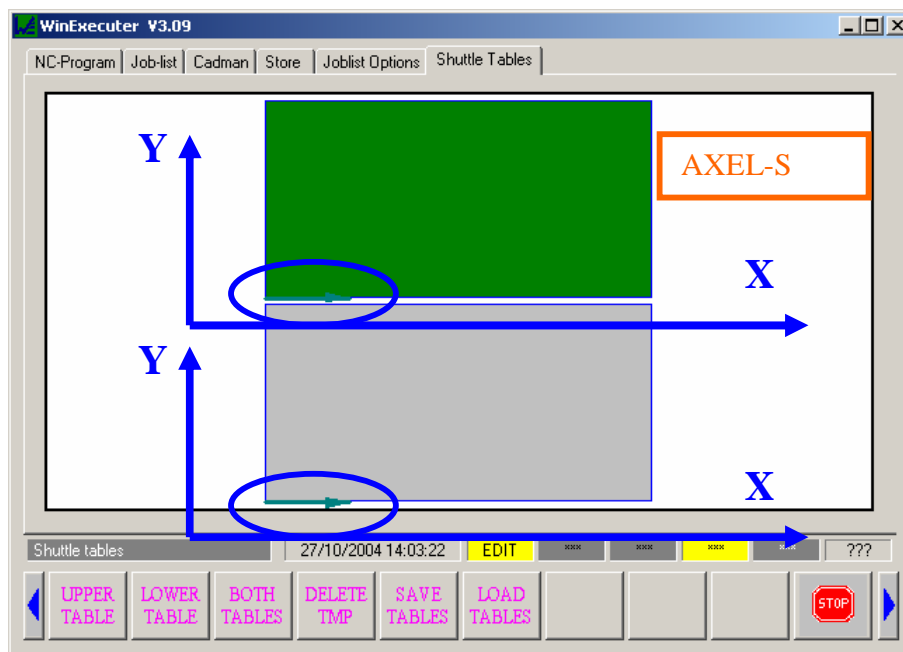 WinExecuter V3.09
NC-Program Job-list Cadman Store Joblist Options Shuttle Tables
Y
AXEL-S
X
Y
X
Shuttle tables 27/10/2004 14:03:22 EDIT *** *** *** *** ???
UPPER LOWER BOTH DELETE SAVE LOAD
TABLE TABLE TABLES TMP TABLES TABLES
STOP